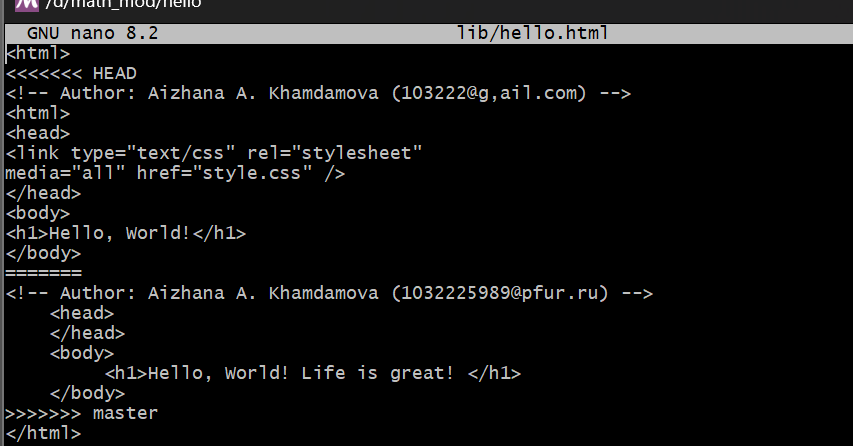 /d/math_mod/hello
GNU nano 8.2 lib/hello.html
<html>
<<<<<<< HEAD
<!-- Author: Aizhana A. Khamdamova (103222@g,ail.com) -->
<html>
<head>
<link type="text/css" rel="stylesheet"
media="all" href="style.css" />
</head>
<body>
<h1>Hello, World!</h1>
</body>
=======
<!-- Author: Aizhana A. Khamdamova (1032225989@pfur.ru) -->
    <head>
    </head>
    <body>
         <h1>Hello, World! Life is great! </h1>
    </body>
>>>>>>> master
</html>